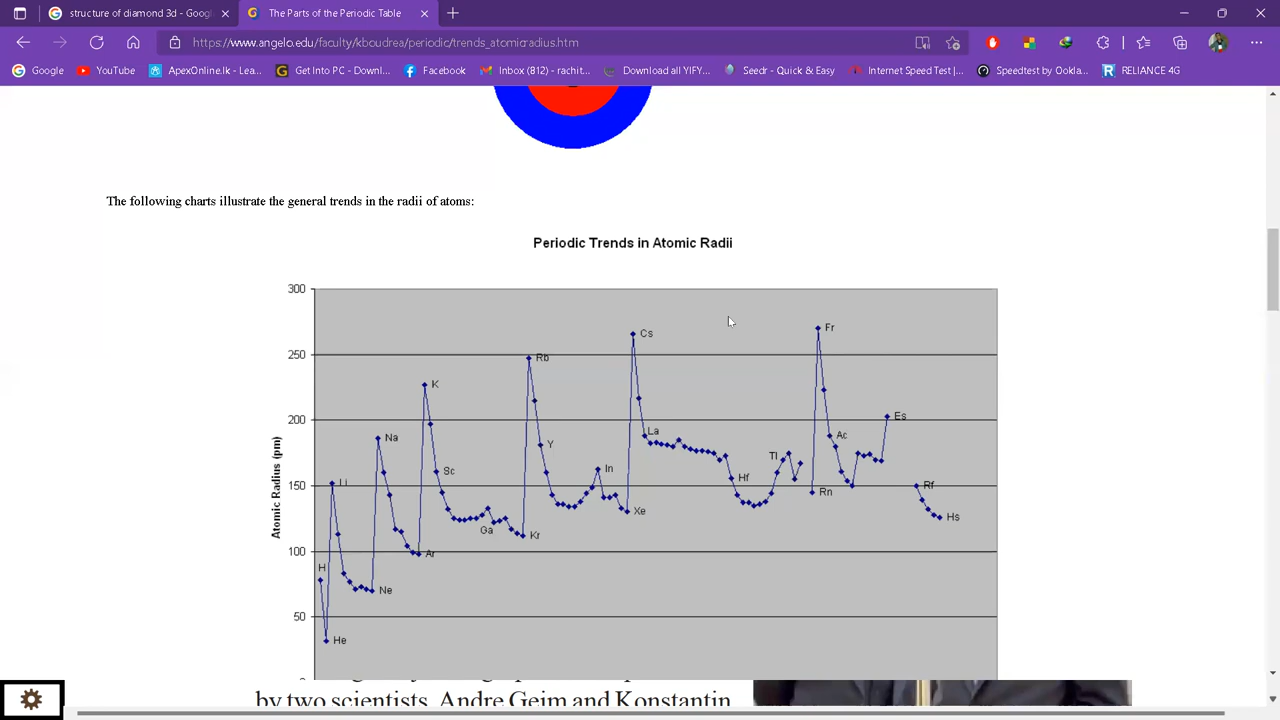 structure of diamond 3d - Googl
The Parts of the Periodic Table
https://www.angelo.edu/faculty/kboudrea/periodic/trends_atomicradius.htm
Google
YouTube
ApexOnline.lk - Lea...
Get Into PC - Downl...
Facebook
Inbox (812) - rachit...
Download all YIFY...
Seedr - Quick & Easy
Internet Speed Test |...
Speedtest by Ookla...
RELIANCE 4G
The following charts illustrate the general trends in the radii of atoms:
Periodic Trends in Atomic Radii
Atomic Radius (pm)
300
250
200
150
100
50
H
He
Li
Ne
Na
Ar
K
Sc
Ga
Kr
Rb
Y
In
Xe
Cs
La
Hf
Tl
Rn
Fr
Ac
Es
Rf
Hs
by two scientists, Andre Geim and Konstantin